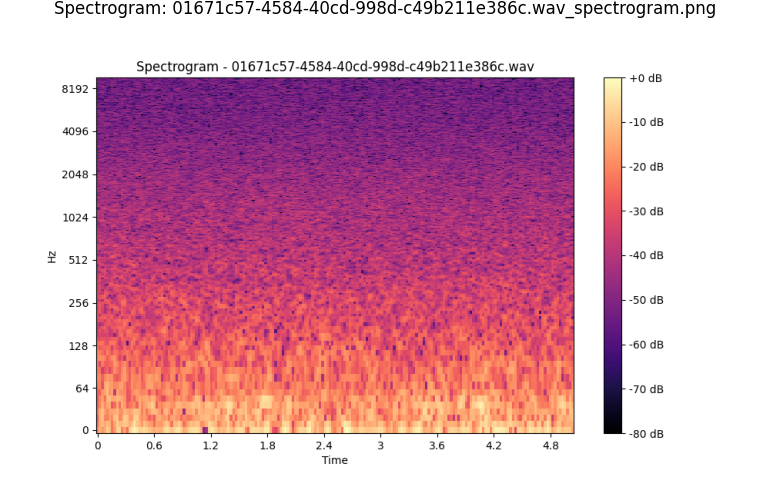 Spectrogram: 01671c57-4584-40cd-998d-c49b211e386c.wav_spectrogram.png
Spectrogram - 01671c57-4584-40cd-998d-c49b211e386c.wav
8192
4096
2048
1024
512
256
128
64
0
Hz
0 0.6 1.2 1.8 2.4 3 3.6 4.2 4.8
Time
+0 dB
-10 dB
-20 dB
-30 dB
-40 dB
-50 dB
-60 dB
-70 dB
-80 dB